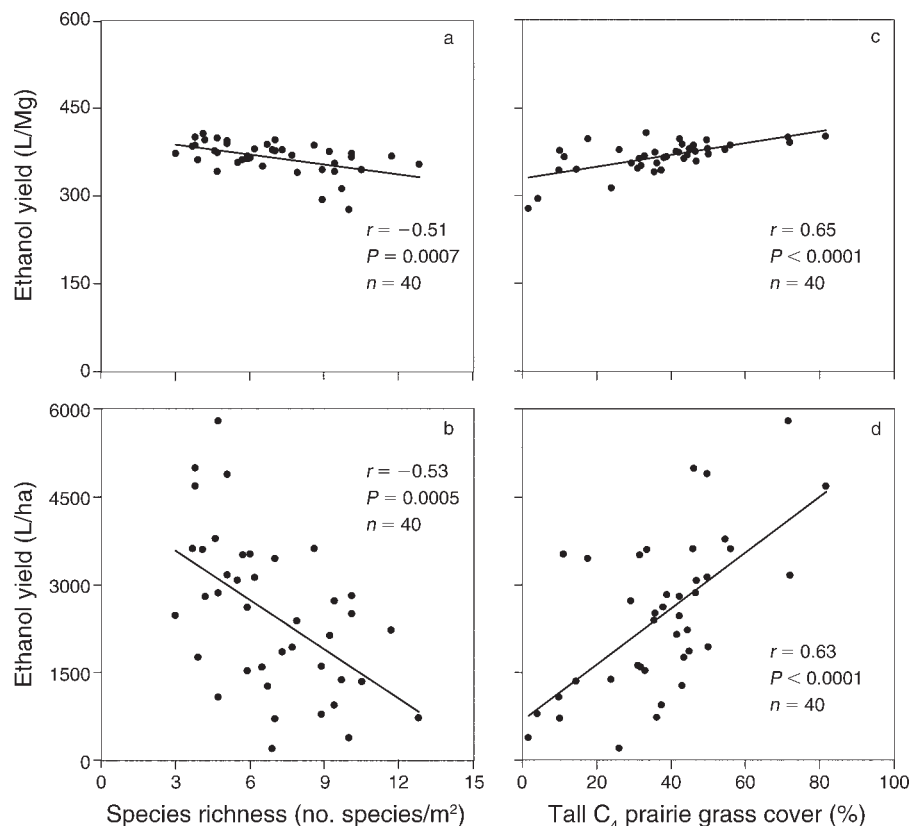 600
450
300
150
0
Ethanol yield (L/Mg)
a
r = −0.51
P = 0.0007
n = 40
c
r = 0.65
P < 0.0001
n = 40
6000
4500
3000
1500
0
Ethanol yield (L/ha)
b
r = −0.53
P = 0.0005
n = 40
d
r = 0.63
P < 0.0001
n = 40
0 3 6 9 12 15
Species richness (no. species/m²)
0 20 40 60 80 100
Tall C₄ prairie grass cover (%)